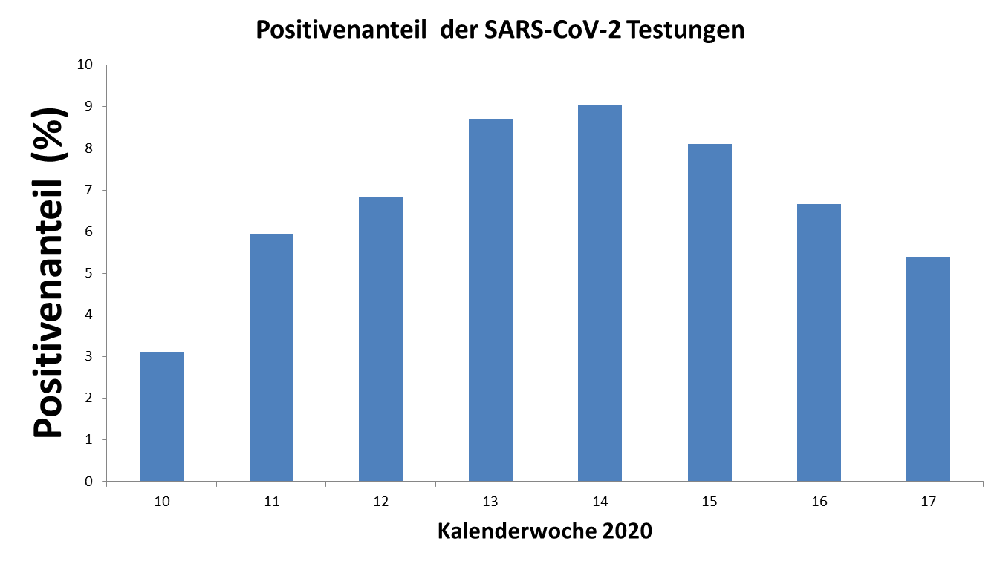 Positivenanteil der SARS-CoV-2 Testungen
Positivenanteil (%)
10
9
8
7
6
5
4
3
2
1
0
10 11 12 13 14 15 16 17
Kalenderwoche 2020